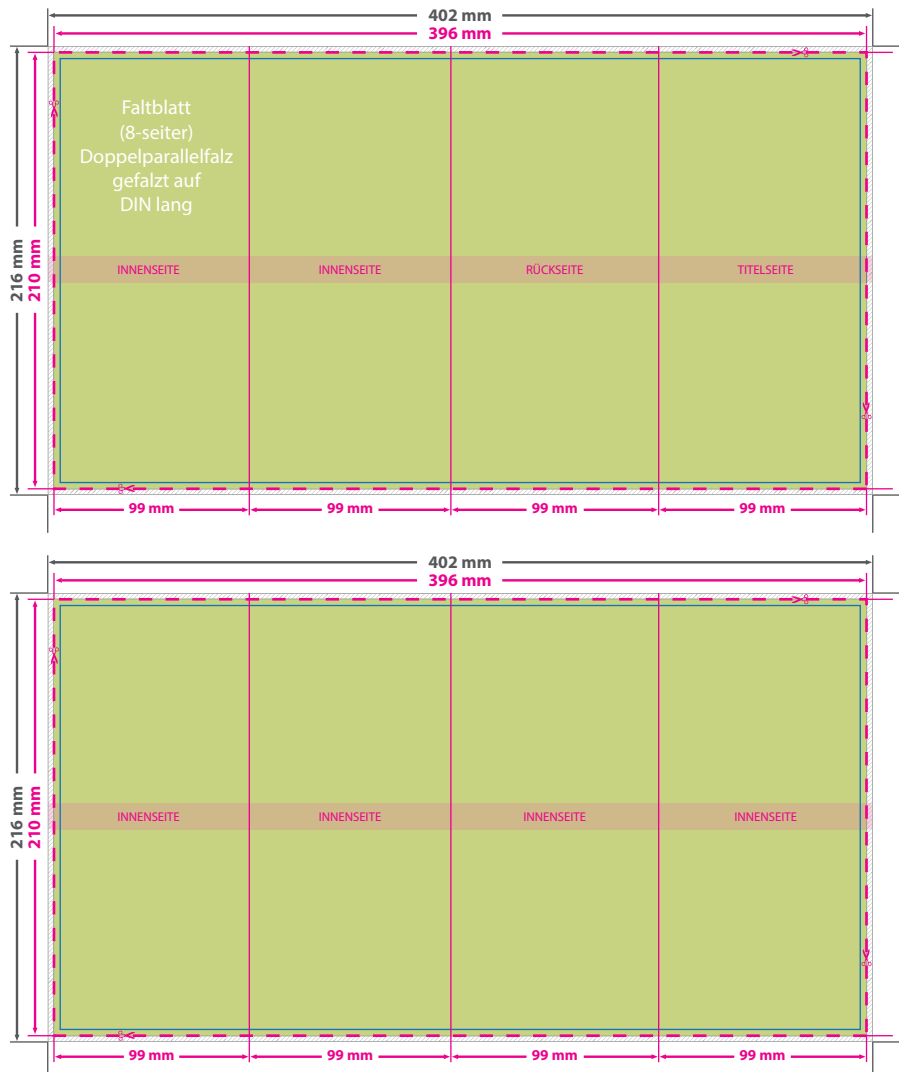 402 mm
396 mm
Faltblatt
(8-seiter)
Doppelparallelfalz
gefalzt auf
DIN lang
216 mm
210 mm
INNENSEITE INNENSEITE RÜCKSEITE TITELSEITE
99 mm 99 mm 99 mm 99 mm
402 mm
396 mm
216 mm
210 mm
INNENSEITE INNENSEITE INNENSEITE INNENSEITE
99 mm 99 mm 99 mm 99 mm